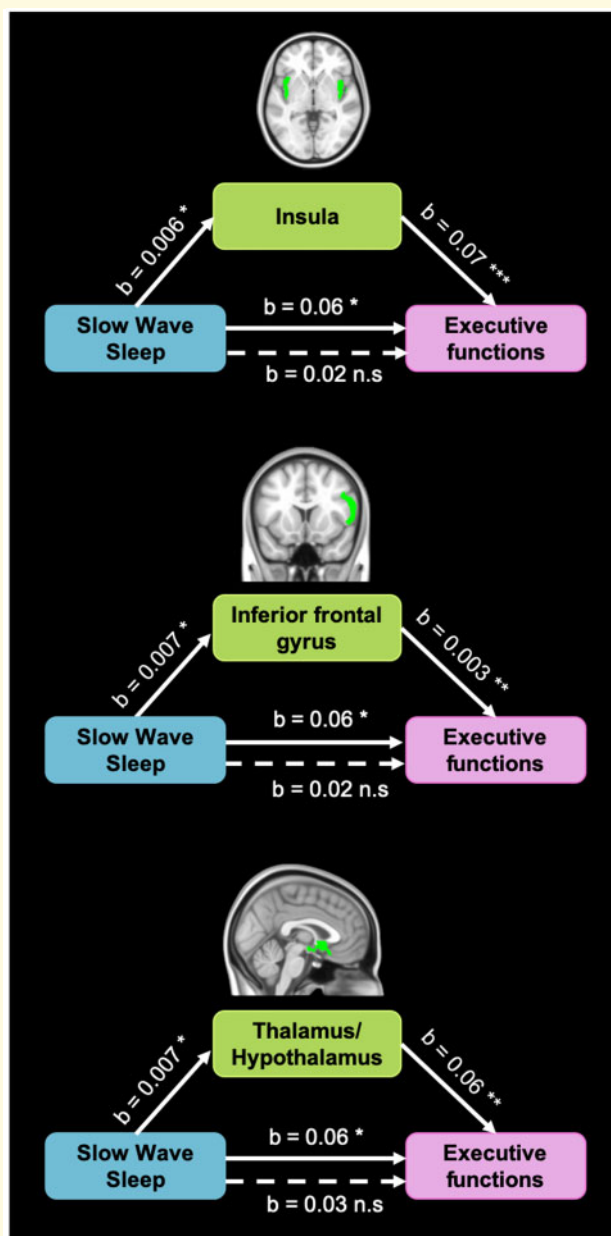 Insula
b = 0.006 *
b = 0.07 ***
Slow Wave
Sleep
b = 0.06 *
b = 0.02 n.s
Executive
functions
Inferior frontal
gyrus
b = 0.007 *
b = 0.003 **
Slow Wave
Sleep
b = 0.06 *
b = 0.02 n.s
Executive
functions
Thalamus/
Hypothalamus
b = 0.007 *
b = 0.06 **
Slow Wave
Sleep
b = 0.06 *
b = 0.03 n.s
Executive
functions